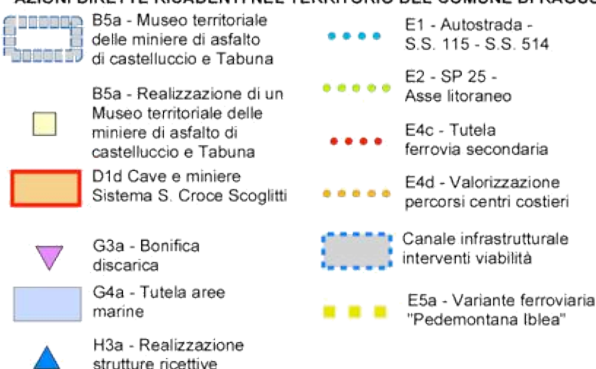 AZIONI DIRETTE RICADENTI NEL TERRITORIO DEL COMUNE DI RAGUS
B5a - Museo territoriale
delle miniere di asfalto
di castelluccio e Tabuna
B5a - Realizzazione di un
Museo territoriale delle
miniere di asfalto di
castelluccio e Tabuna
D1d Cave e miniere
Sistema S. Croce Scoglitti
G3a - Bonifica
discarica
G4a - Tutela aree
marine
H3a - Realizzazione
strutture ricettive
E1 - Autostrada -
S.S. 115 - S.S. 514
E2 - SP 25 -
Asse litoraneo
E4c - Tutela
ferrovia secondaria
E4d - Valorizzazione
percorsi centri costieri
Canale infrastrutturale
interventi viabilità
E5a - Variante ferroviaria
"Pedemontana Iblea"